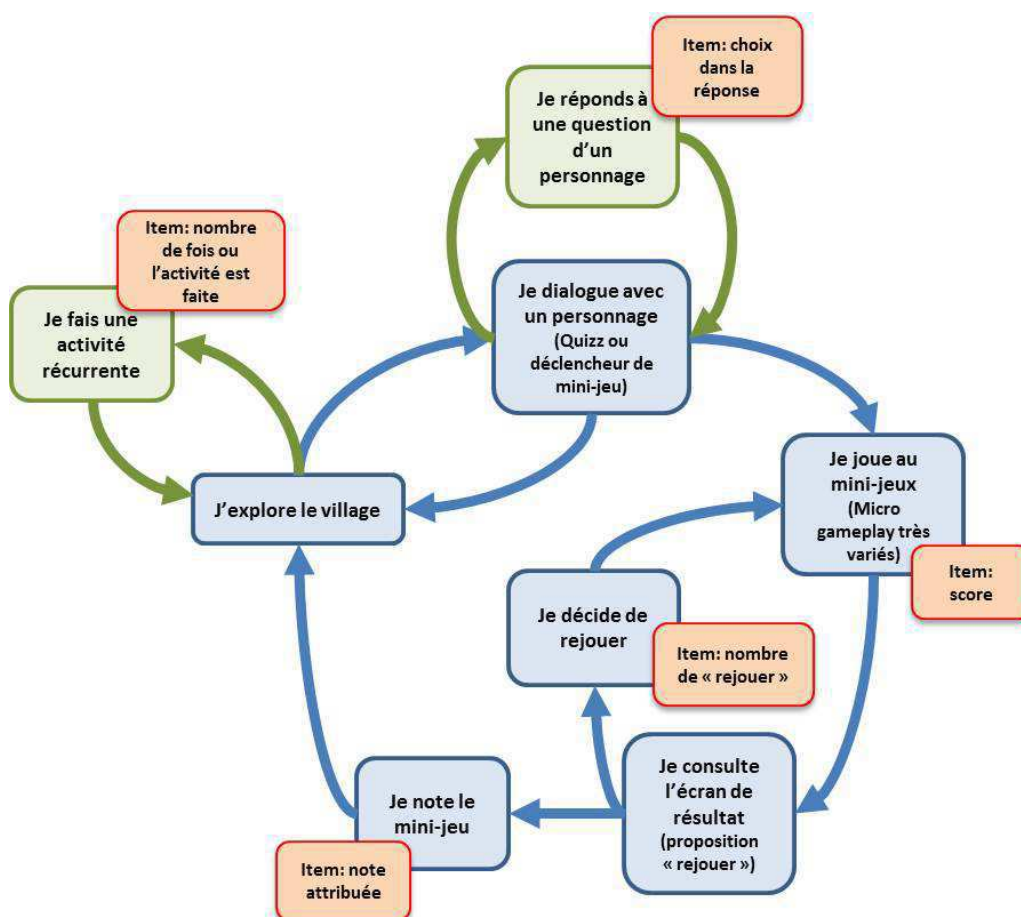 Item: choix
dans la
réponse
Je réponds à
une question
d'un
personnage
Item: nombre
de fois ou
l'activité est
faite
Je fais une
activité
récurrente
Je dialogue avec
un personnage
(Quizz ou
déclencheur de
mini-jeu)
J'explore le village
Je joue au
mini-jeux
(Micro
gameplay très
variés)
Item:
score
Je décide de
rejouer
Item: nombre
de « rejouer »
Je consulte
l'écran de
résultat
(proposition
« rejouer »)
Je note le
mini-jeu
Item: note
attribuée